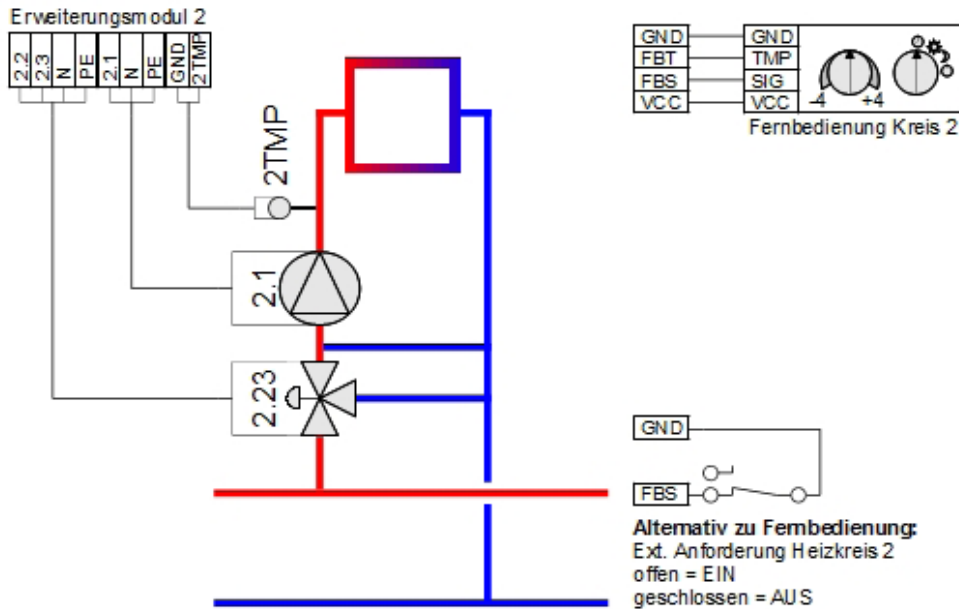 Erweiterungsmodul 2
2.2 2.3 N PE 2.1 N PE GND 2TMP
2TMP
2.1
2.23
GND GND
FBT TMP
FBS SIG
VCC VCC
-4 +4
Fernbedienung Kreis 2
GND
FBS
Alternativ zu Fernbedienung:
Ext. Anforderung Heizkreis 2
offen = EIN
geschlossen = AUS